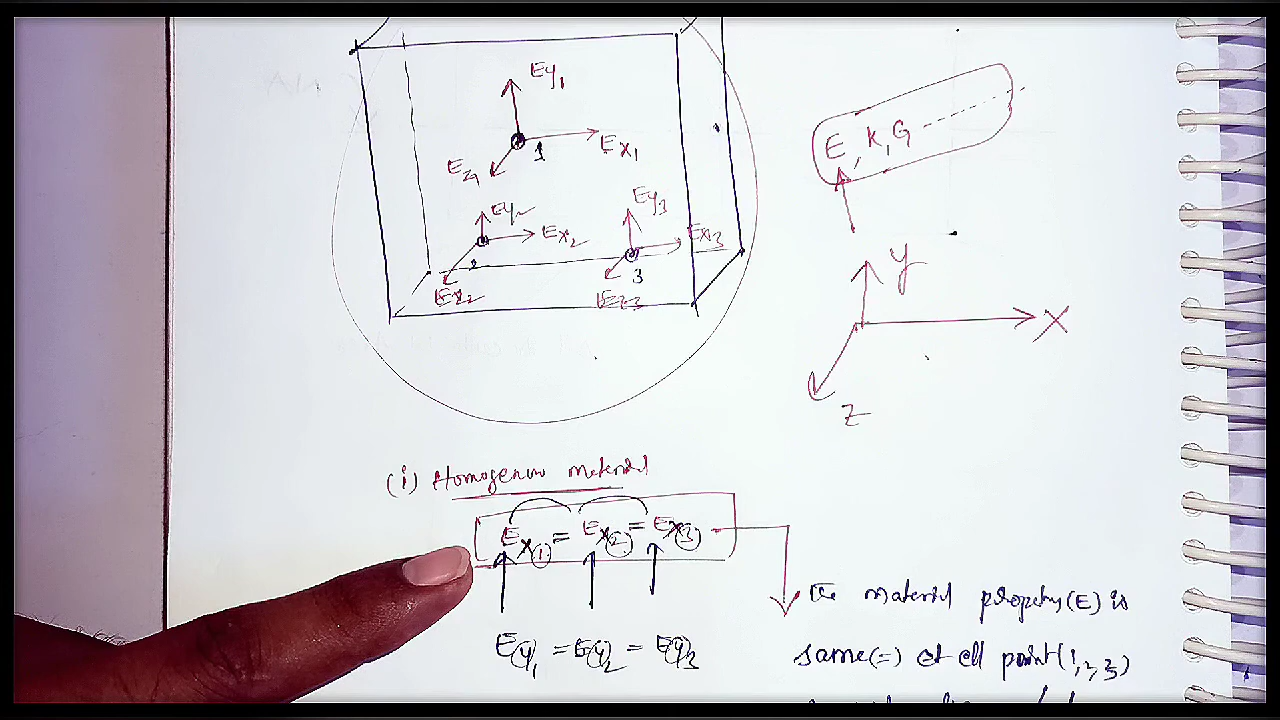 Ey₁
Ex₁
1
Ez₁
Ey₂
Ex₂
2
Ez₂
Ey₃
Ex₃
3
Ez₃
E, K, G
y
x
z
(i) Homogenous material
Ex₁ = Ex₂ = Ex₃
Ey₁ = Ey₂ = Ey₃
The material property (E) is
same (=) at all point (1, 2, 3)